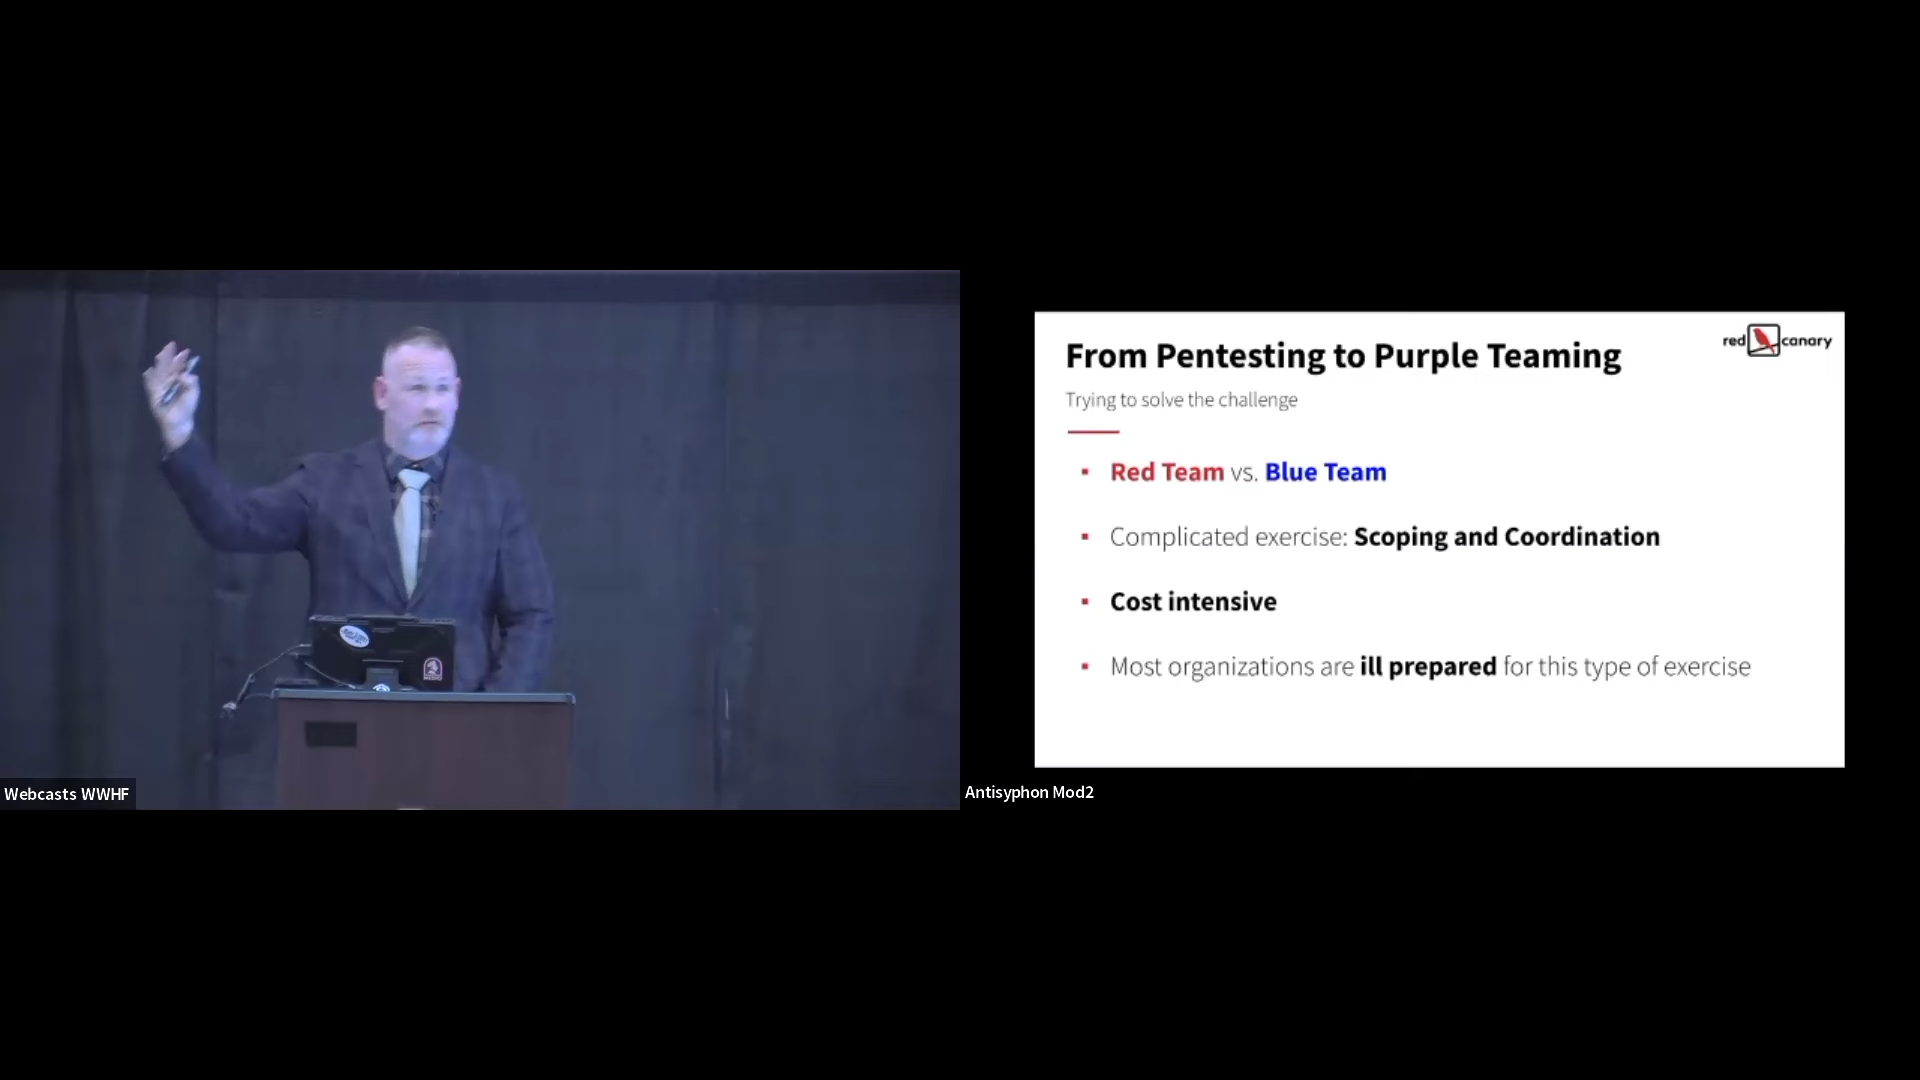 Webcasts WWHF
red canary
From Pentesting to Purple Teaming
Trying to solve the challenge
Red Team vs. Blue Team
Complicated exercise: Scoping and Coordination
Cost intensive
Most organizations are ill prepared for this type of exercise
Antisyphon Mod2